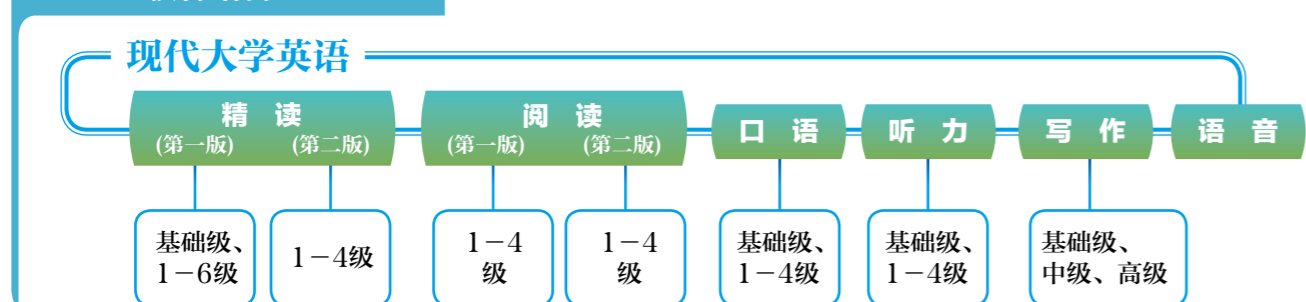 现代大学英语
精 读
(第一版) (第二版)
阅 读
(第一版) (第二版)
口 语
听 力
写 作
语 音
基础级、
1－6级
1－4级
1－4
级
1－4
级
基础级、
1－4级
基础级、
1－4级
基础级、
中级、高级